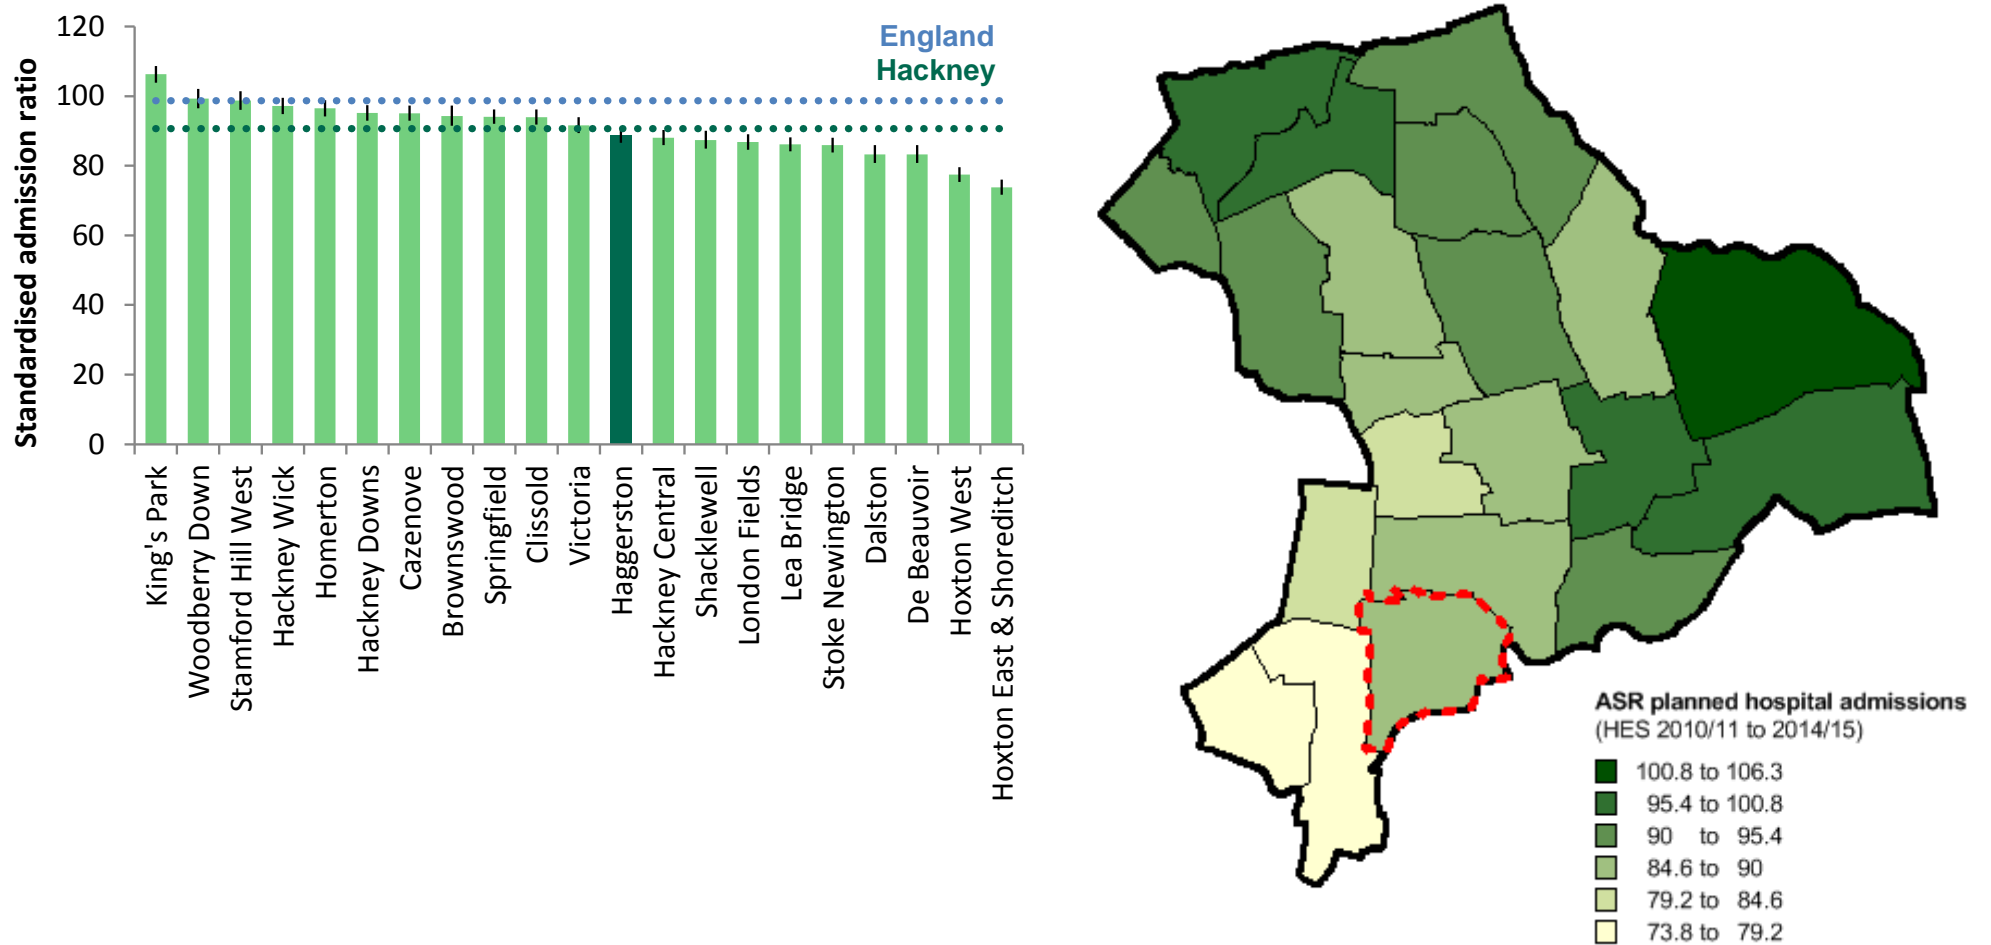 Standardised admission ratio
120
100
80
60
40
20
0
England
Hackney
King's Park
Woodberry Down
Stamford Hill West
Hackney Wick
Homerton
Hackney Downs
Cazenove
Brownswood
Springfield
Clissold
Victoria
Haggerston
Hackney Central
Shacklewell
London Fields
Lea Bridge
Stoke Newington
Dalston
De Beauvoir
Hoxton West
Hoxton East & Shoreditch
ASR planned hospital admissions
(HES 2010/11 to 2014/15)
100.8 to 106.3
95.4 to 100.8
90 to 95.4
84.6 to 90
79.2 to 84.6
73.8 to 79.2